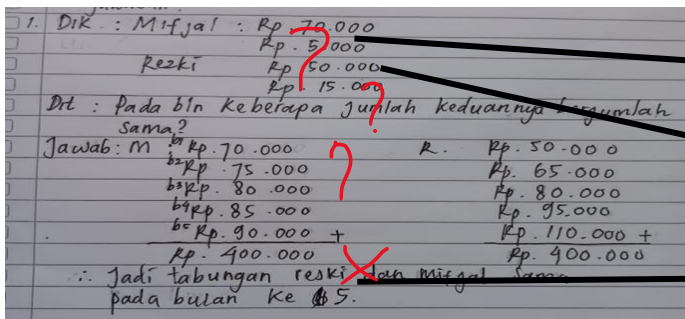 1. Dik : Mifjal : Rp. 70.000
Rp. 5.000
Rezki Rp 50.000
Rp. 15.000
Dit : Pada bln keberapa jumlah keduannya berjumlah
sama?
Jawab : M b1 Rp. 70.000 R. Rp. 50.000
b2 Rp. 75.000 Rp. 65.000
b3 Rp. 80.000 Rp. 80.000
b4 Rp. 85.000 Rp. 95.000
b5 Rp. 90.000 + Rp. 110.000 +
Rp. 400.000 Rp. 400.000
∴ Jadi tabungan reski dan mifjal sama
pada bulan ke 5.